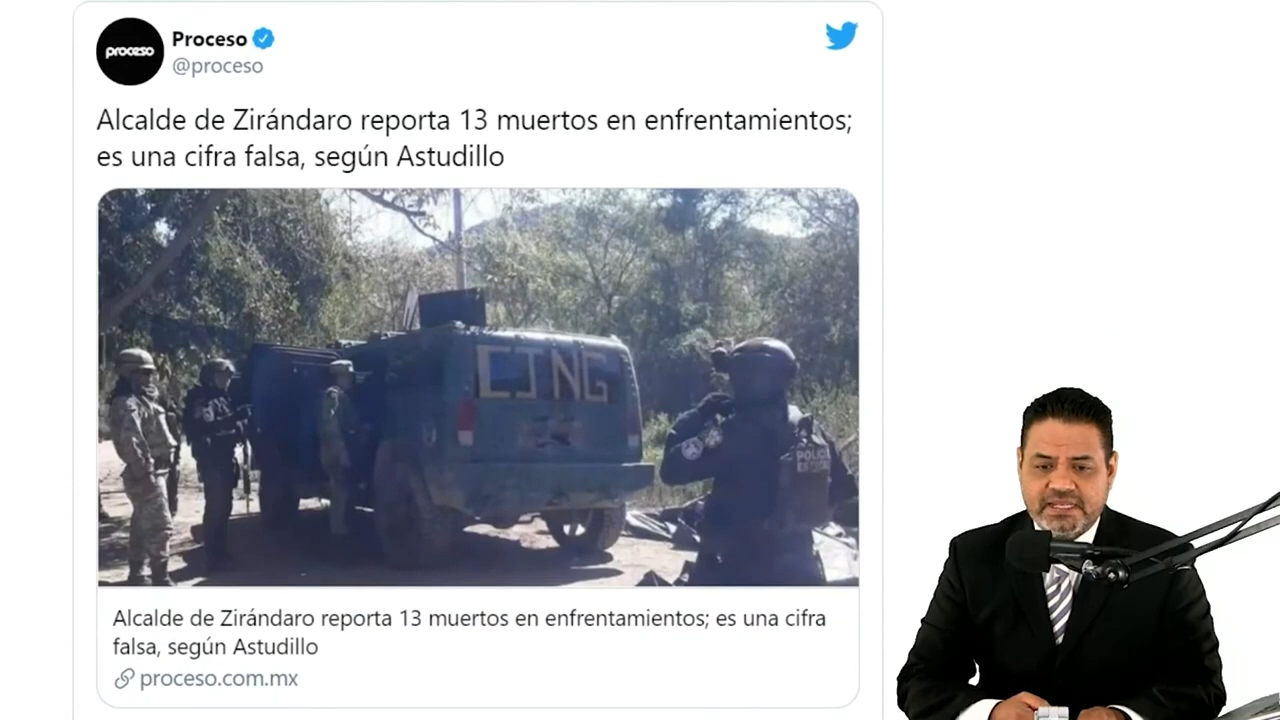 proceso
Proceso
@proceso
Alcalde de Zirándaro reporta 13 muertos en enfrentamientos;
es una cifra falsa, según Astudillo
CJNG
POLICÍA
Alcalde de Zirándaro reporta 13 muertos en enfrentamientos; es una cifra
falsa, según Astudillo
proceso.com.mx